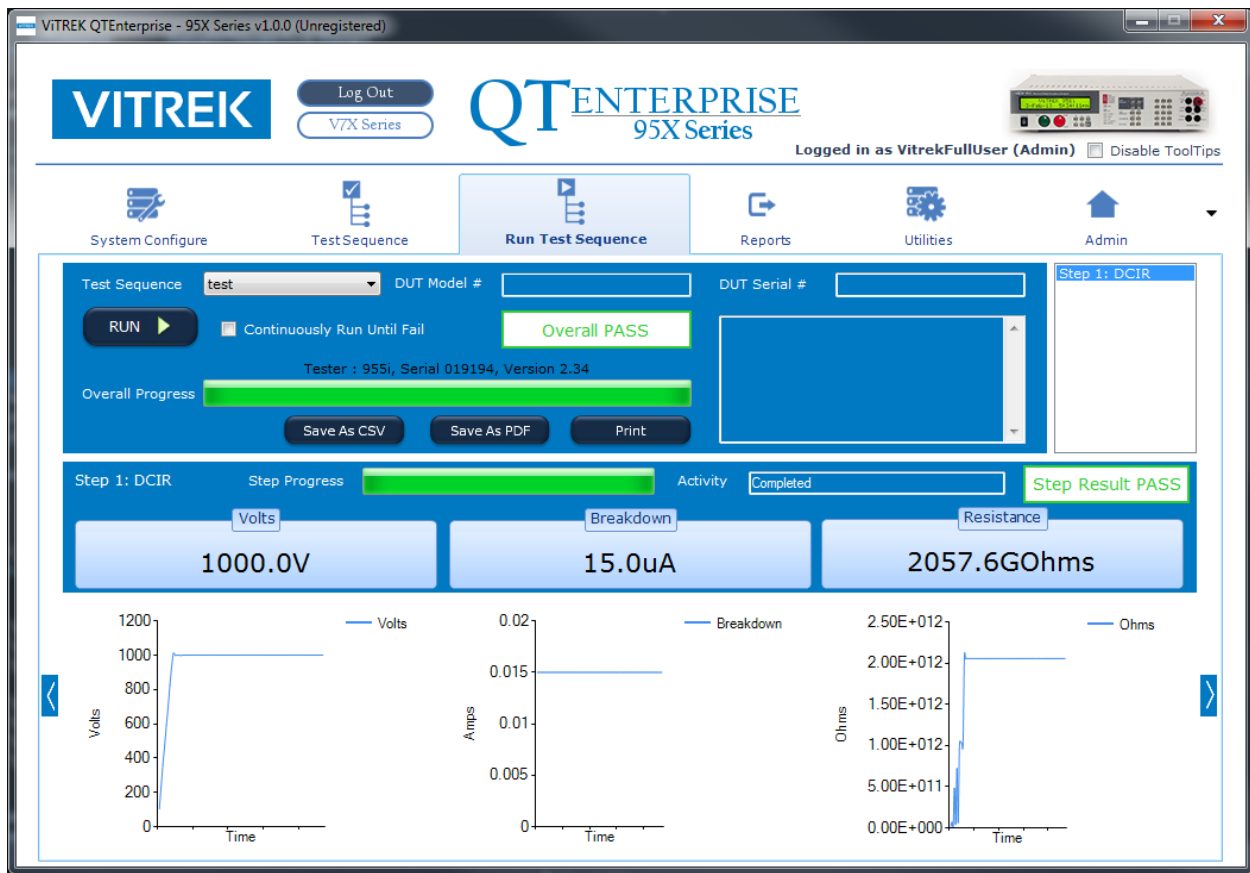 VITREK ViTREK QTEnterprise - 95X Series v1.0.0 (Unregistered)
VITREK
Log Out
V7X Series
QTENTERPRISE
95X Series
Logged in as VitrekFullUser (Admin)
Disable ToolTips
System Configure
Test Sequence
Run Test Sequence
Reports
Utilities
Admin
Test Sequence
test
DUT Model #
DUT Serial #
Step 1: DCIR
RUN
Continuously Run Until Fail
Overall PASS
Tester : 955i, Serial 019194, Version 2.34
Overall Progress
Save As CSV
Save As PDF
Print
Step 1: DCIR
Step Progress
Activity
Completed
Step Result PASS
Volts
Breakdown
Resistance
1000.0V
15.0uA
2057.6GOhms
1200
1000
800
600
400
200
0
Volts
Time
Volts
0.02
0.015
0.01
0.005
0
Amps
Time
Breakdown
2.50E+012
2.00E+012
1.50E+012
1.00E+012
5.00E+011
0.00E+000
Ohms
Time
Ohms